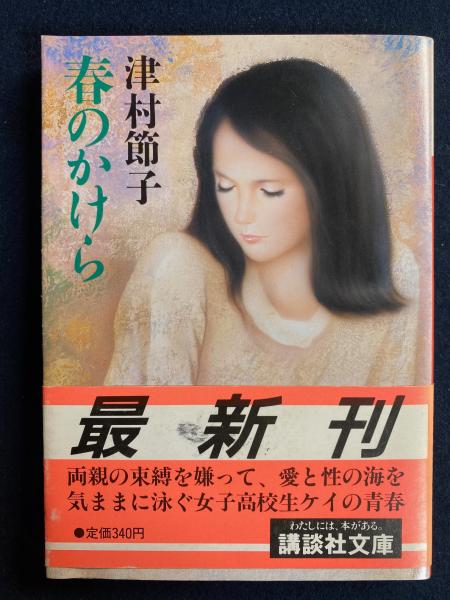 春のかけら
津村節子
最新刊
両親の束縛を嫌って、愛と性の海を
気ままに泳ぐ女子高校生ケイの青春
●定価340円
わたしには、本がある。
講談社文庫